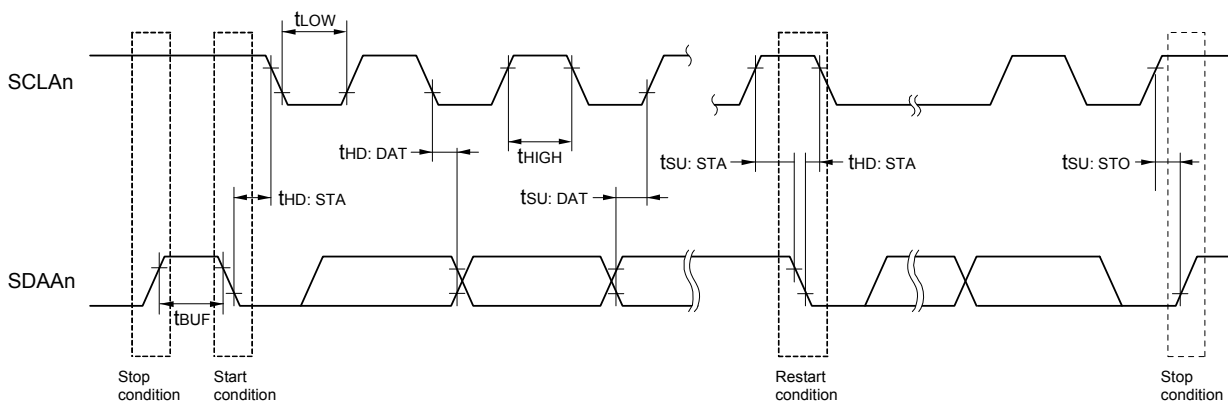 tLOW
SCLAn
tHD: DAT
tHIGH
tSU: STA
tHD: STA
tSU: STO
tHD: STA
tSU: DAT
SDAAn
tBUF
Stop
condition
Start
condition
Restart
condition
Stop
condition